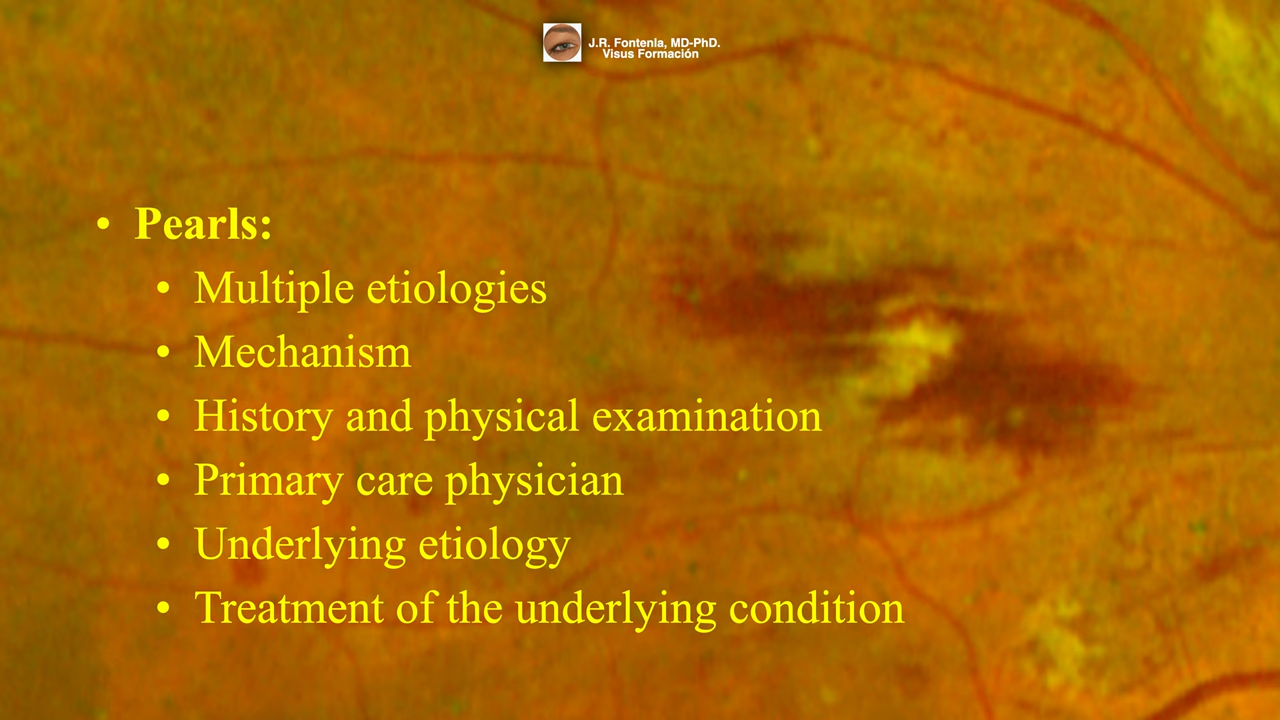 J.R. Fontenla, MD-PhD.
Visus Formación
• Pearls:
• Multiple etiologies
• Mechanism
• History and physical examination
• Primary care physician
• Underlying etiology
• Treatment of the underlying condition